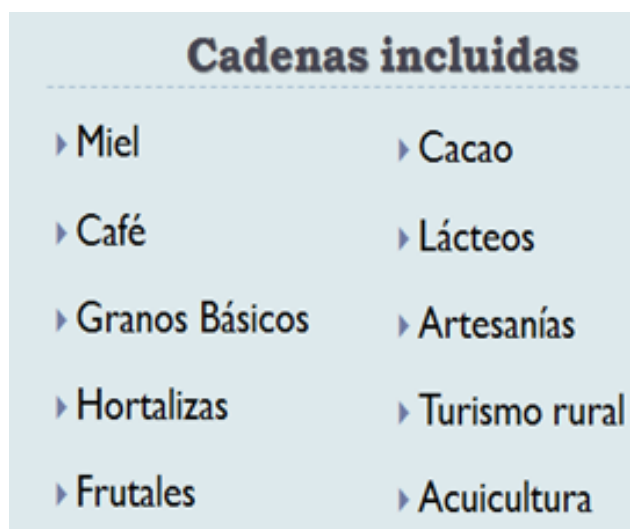 Cadenas incluidas
Miel
Café
Granos Básicos
Hortalizas
Frutales
Cacao
Lácteos
Artesanías
Turismo rural
Acuicultura